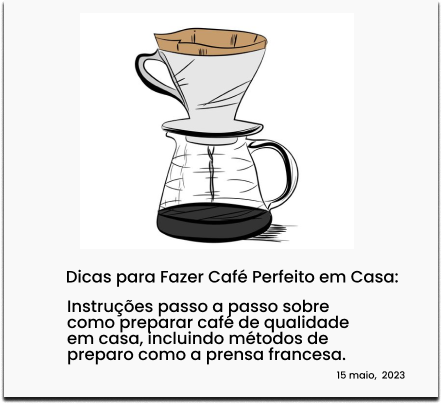 Dicas para Fazer Café Perfeito em Casa:
Instruções passo a passo sobre
como preparar café de qualidade
em casa, incluindo métodos de
preparo como a prensa francesa.
15 maio, 2023